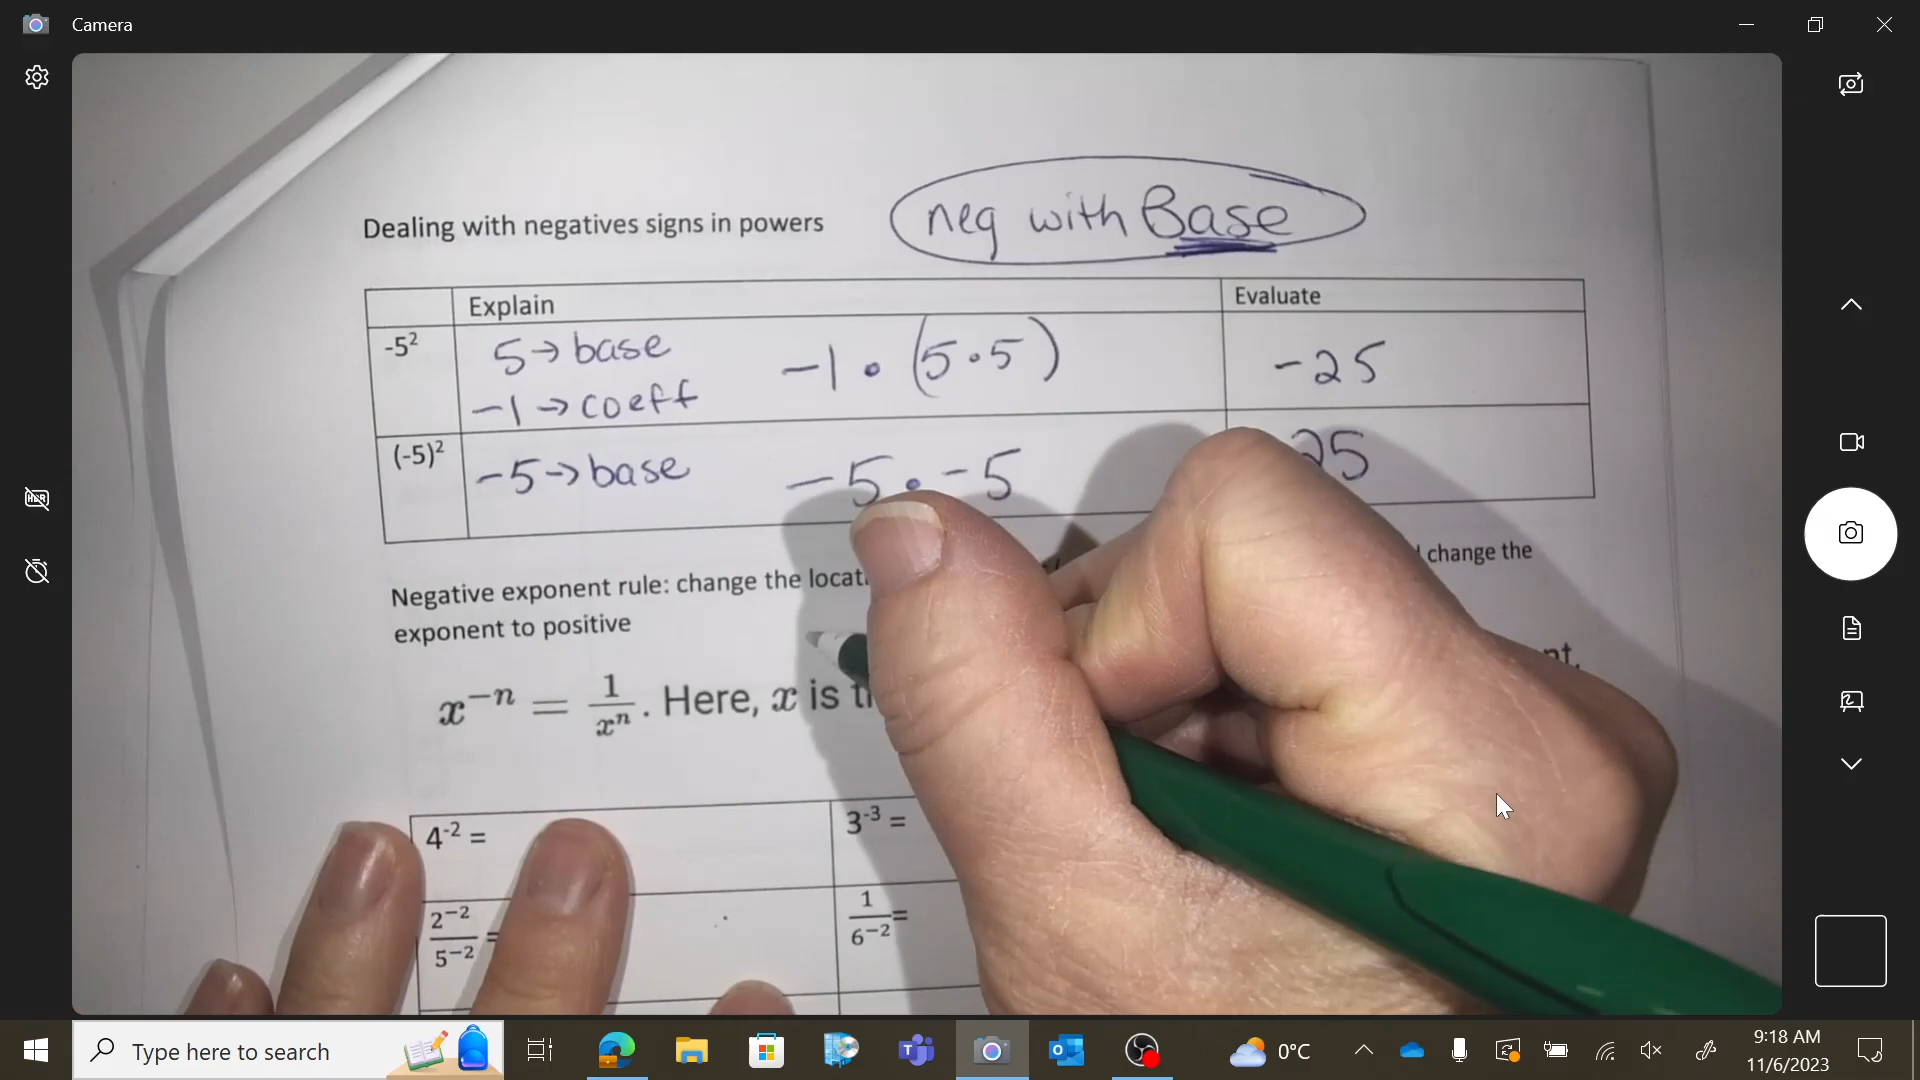 Camera
neg with Base
Dealing with negatives signs in powers
Explain
Evaluate
-5²
5 → base
-1 • (5 • 5)
-25
-1 → coeff
(-5)²
-5 → base
-5 • -5
25
Negative exponent rule: change the
change the
exponent to positive
x⁻ⁿ = 1/xⁿ. Here, x is
4⁻² =
3⁻³ =
2⁻²/5⁻² =
1/6⁻² =
Type here to search
0°C
9:18 AM
11/6/2023